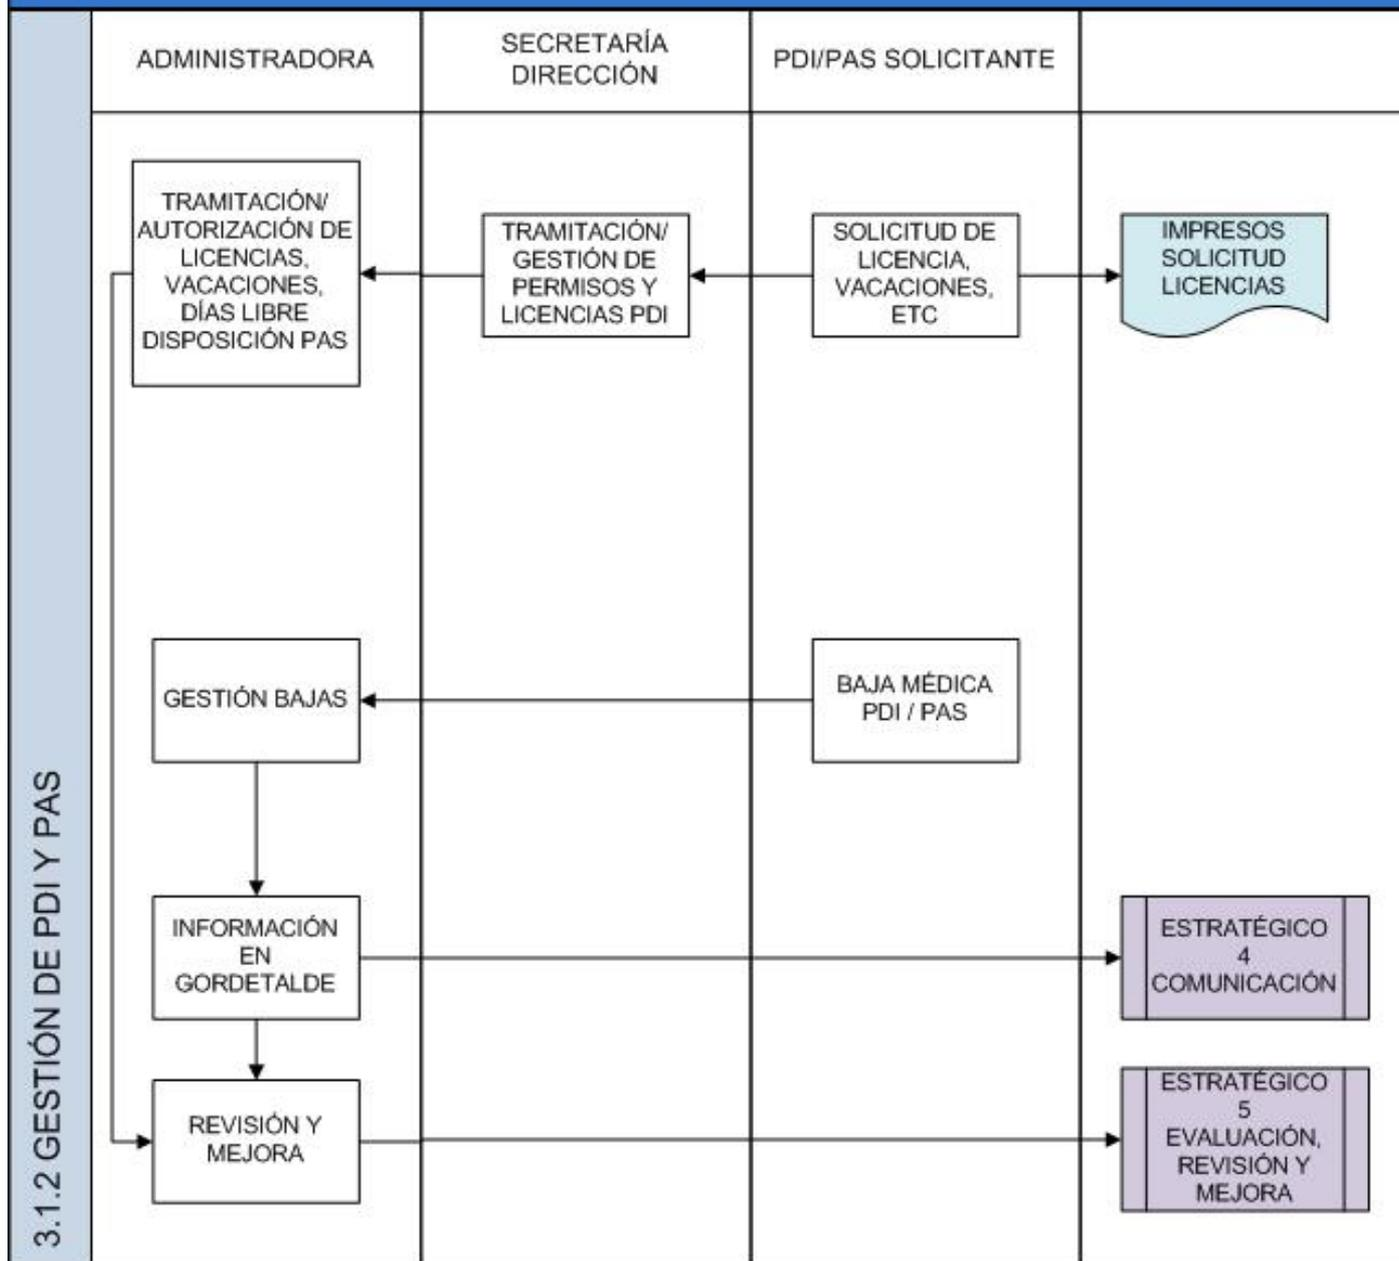 ADMINISTRADORA
SECRETARÍA
DIRECCIÓN
PDI/PAS SOLICITANTE
TRAMITACIÓN/
AUTORIZACIÓN DE
LICENCIAS,
VACACIONES,
DÍAS LIBRE
DISPOSICIÓN PAS
TRAMITACIÓN/
GESTIÓN DE
PERMISOS Y
LICENCIAS PDI
SOLICITUD DE
LICENCIA,
VACACIONES,
ETC
IMPRESOS
SOLICITUD
LICENCIAS
GESTIÓN BAJAS
BAJA MÉDICA
PDI / PAS
INFORMACIÓN
EN
GORDETALDE
ESTRATÉGICO
4
COMUNICACIÓN
REVISIÓN Y
MEJORA
ESTRATÉGICO
5
EVALUACIÓN,
REVISIÓN Y
MEJORA
3.1.2 GESTIÓN DE PDI Y PAS